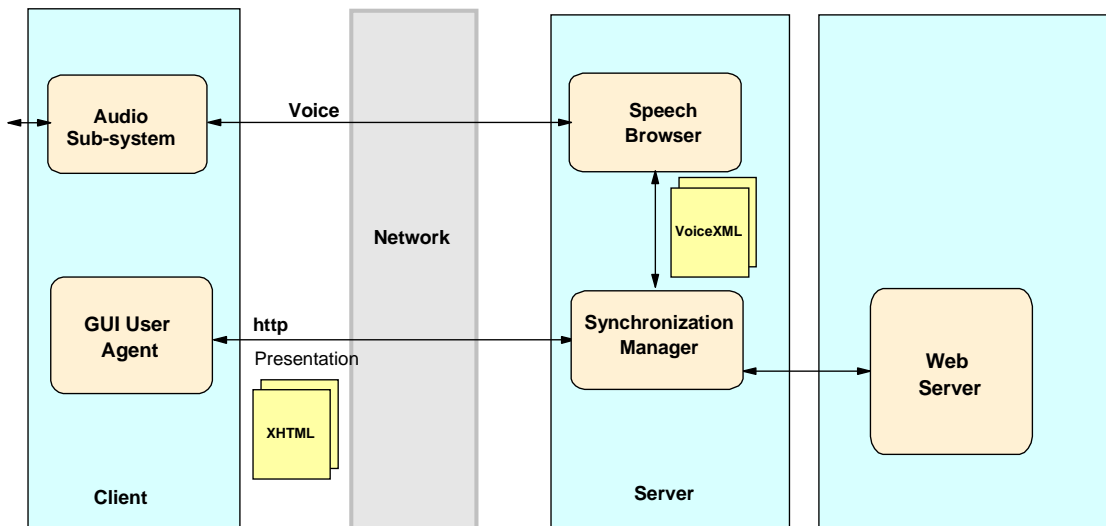 Audio
Sub-system
Voice
Speech
Browser
Network
VoiceXML
GUI User
Agent
http
Presentation
XHTML
Synchronization
Manager
Web
Server
Client
Server